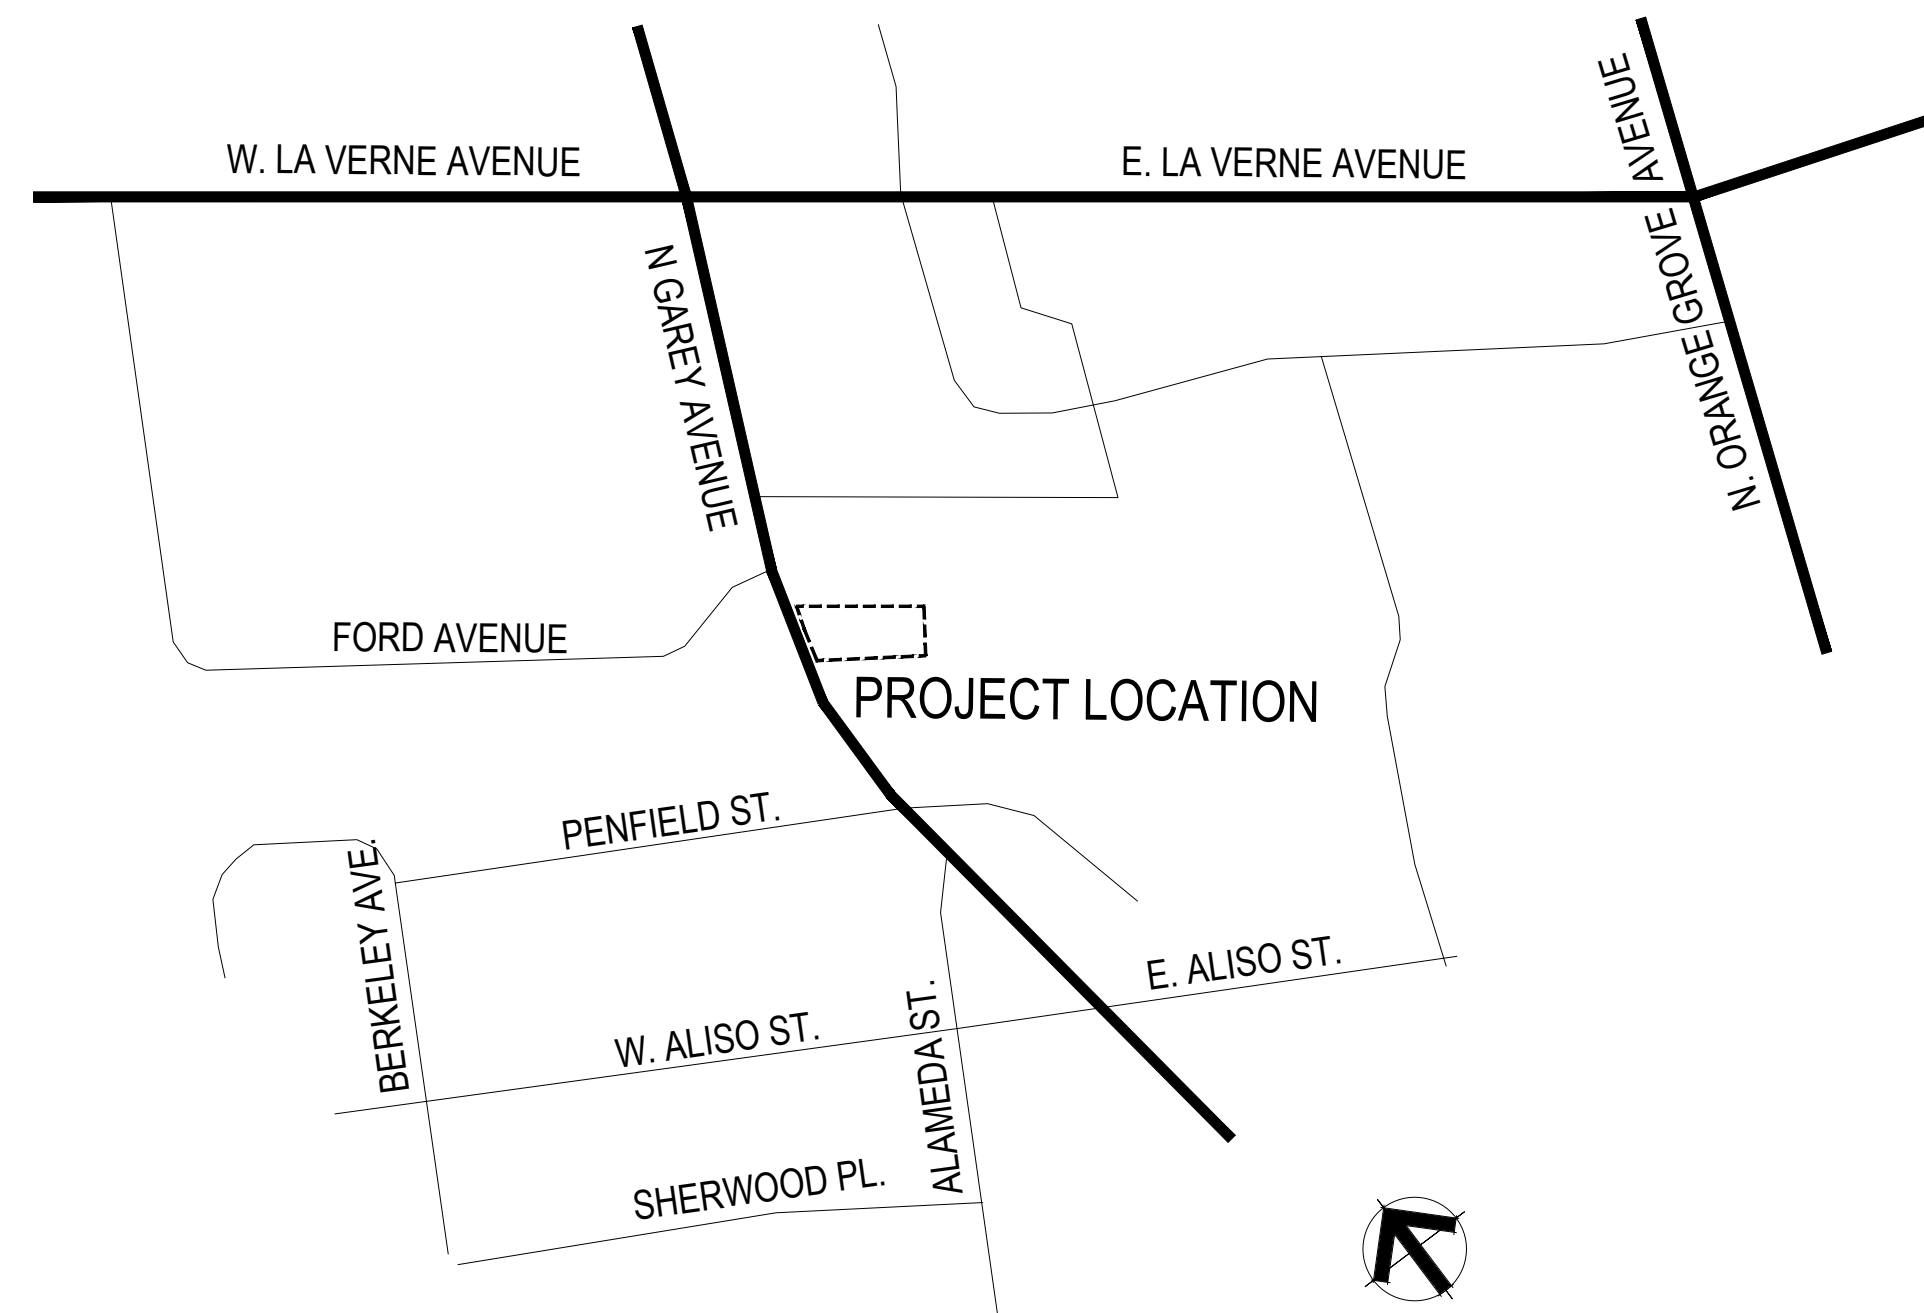 W. LA VERNE AVENUE
E. LA VERNE AVENUE
N. ORANGE GROVE AVENUE
N GAREY AVENUE
FORD AVENUE
PROJECT LOCATION
PENFIELD ST.
BERKELEY AVE.
E. ALISO ST.
W. ALISO ST.
ALAMEDA ST.
SHERWOOD PL.